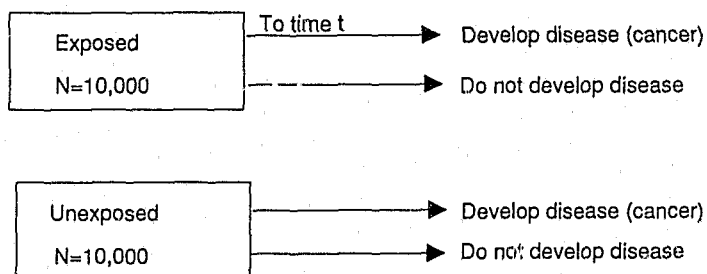 To time t
Exposed
Develop disease (cancer)
N=10,000
Do not develop disease
Unexposed
Develop disease (cancer)
N=10,000
Do not develop disease